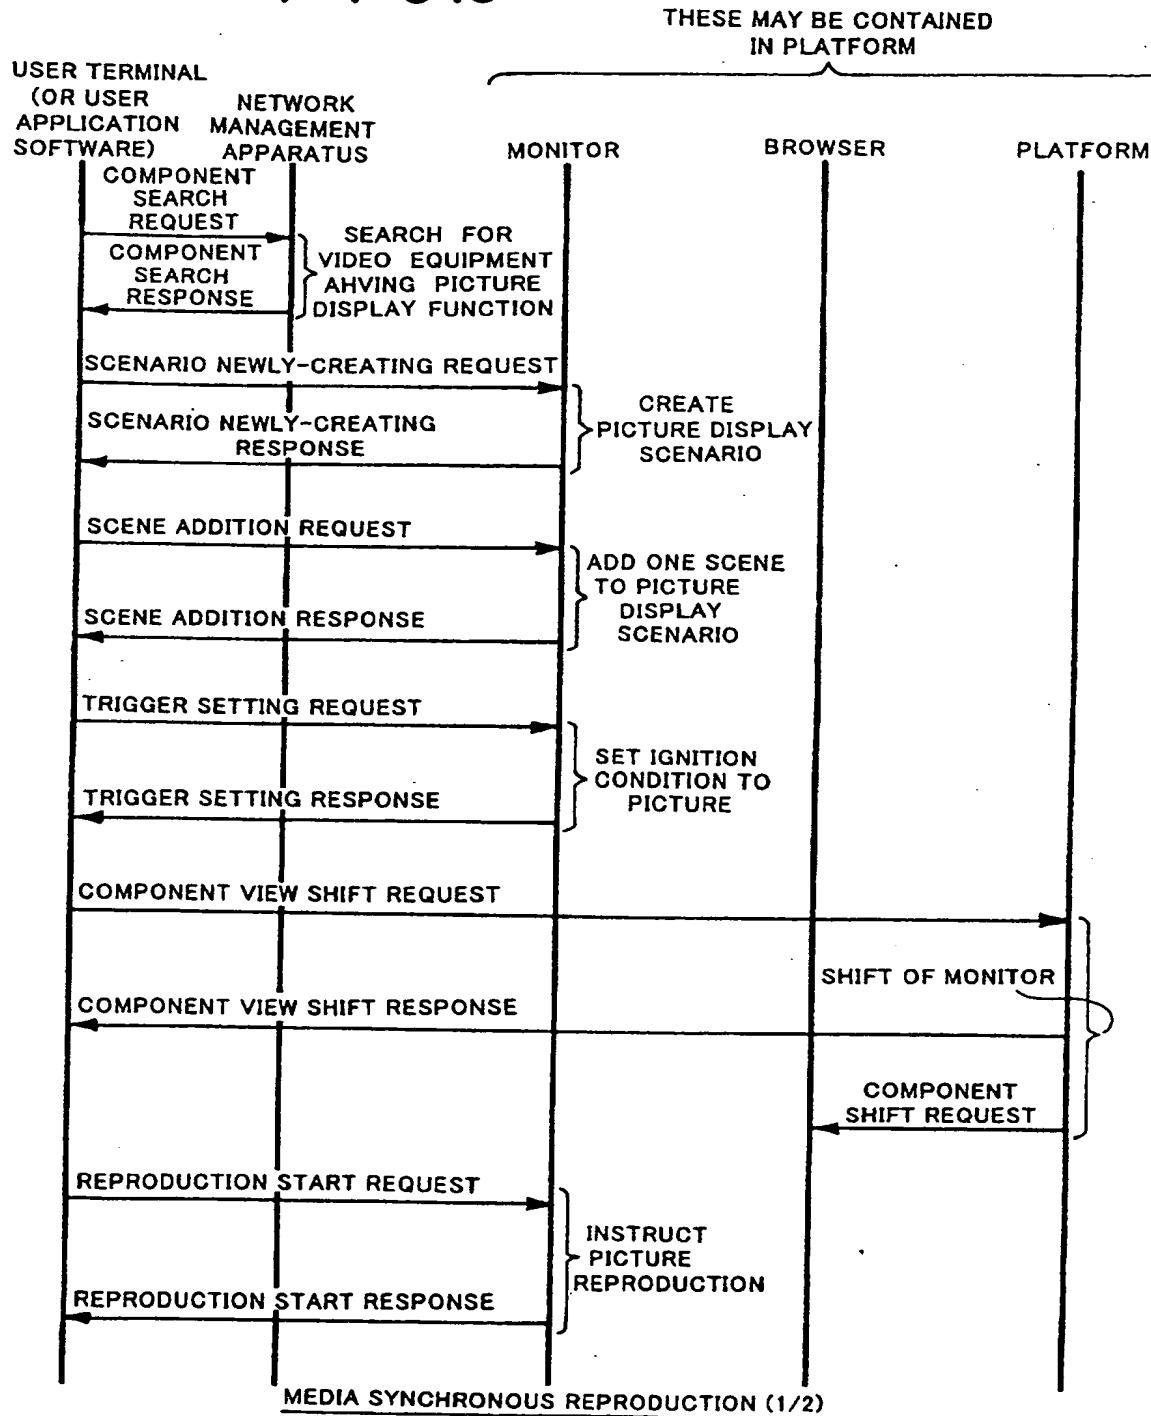 THESE MAY BE CONTAINED
IN PLATFORM
USER TERMINAL
(OR USER
APPLICATION
SOFTWARE)
NETWORK
MANAGEMENT
APPARATUS
MONITOR
BROWSER
PLATFORM
COMPONENT
SEARCH
REQUEST
COMPONENT
SEARCH
RESPONSE
SEARCH FOR
VIDEO EQUIPMENT
AHVING PICTURE
DISPLAY FUNCTION
SCENARIO NEWLY-CREATING REQUEST
SCENARIO NEWLY-CREATING
RESPONSE
CREATE
PICTURE DISPLAY
SCENARIO
SCENE ADDITION REQUEST
ADD ONE SCENE
TO PICTURE
DISPLAY
SCENARIO
SCENE ADDITION RESPONSE
TRIGGER SETTING REQUEST
SET IGNITION
CONDITION TO
PICTURE
TRIGGER SETTING RESPONSE
COMPONENT VIEW SHIFT REQUEST
SHIFT OF MONITOR
COMPONENT VIEW SHIFT RESPONSE
COMPONENT
SHIFT REQUEST
REPRODUCTION START REQUEST
INSTRUCT
PICTURE
REPRODUCTION
REPRODUCTION START RESPONSE
MEDIA SYNCHRONOUS REPRODUCTION (1/2)